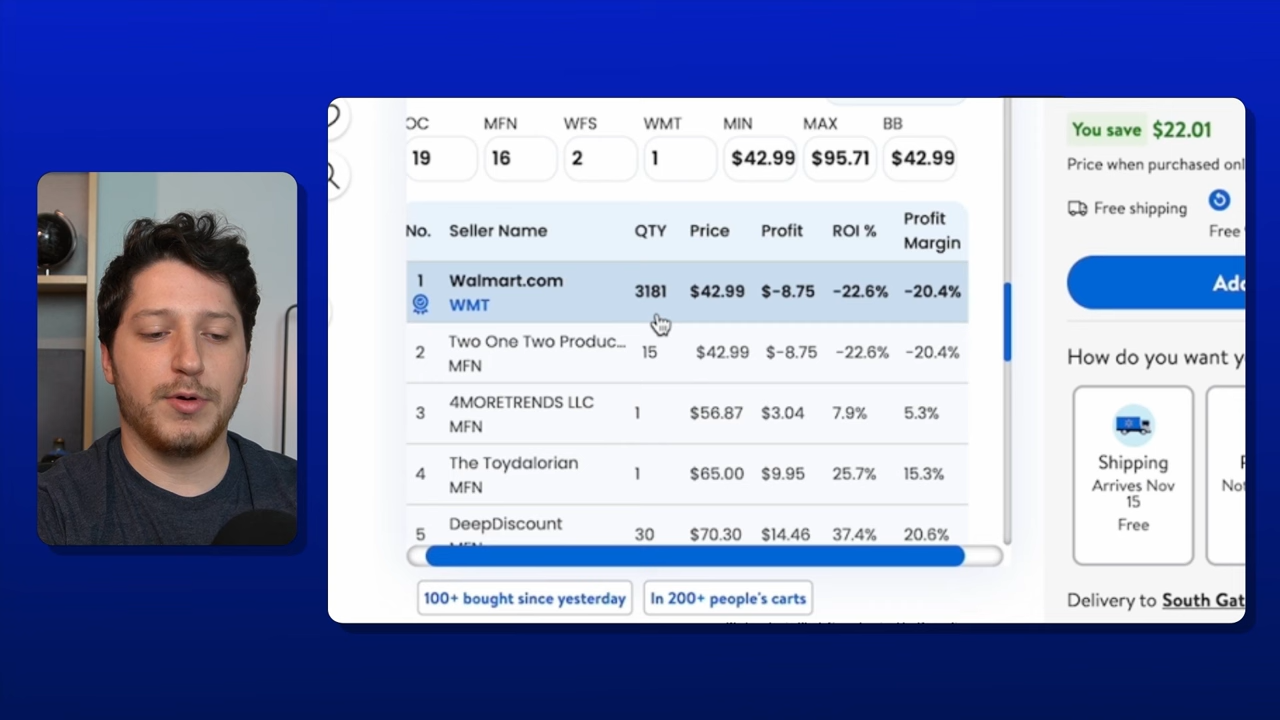 OC MFN WFS WMT MIN MAX BB
19 16 2 1 $42.99 $95.71 $42.99
No. Seller Name QTY Price Profit ROI % Profit Margin
1 Walmart.com 3181 $42.99 $-8.75 -22.6% -20.4%
WMT
2 Two One Two Produc... 15 $42.99 $-8.75 -22.6% -20.4%
MFN
3 4MORETRENDS LLC 1 $56.87 $3.04 7.9% 5.3%
MFN
4 The Toydalorian 1 $65.00 $9.95 25.7% 15.3%
MFN
5 DeepDiscount 30 $70.30 $14.46 37.4% 20.6%
MFN
100+ bought since yesterday
In 200+ people's carts
You save $22.01
Price when purchased onl
Free shipping
Free
Add
How do you want y
Shipping
Arrives Nov
15
Free
Not
Delivery to South Gat